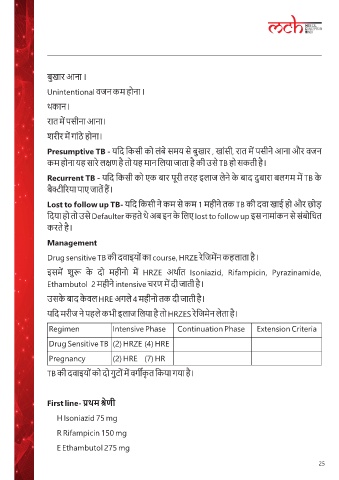 mch
बुखार आना ।
Unintentional वजन कम होना ।
थकान।
रात में पसीना आना।
शरीर में गांठे होना।
Presumptive TB - यदि किसी को लंबे समय से बुखार , खांसी, रात में पसीने आना और वजन
कम होना यह सारे लक्षण है तो यह मान लिया जाता है की उसे TB हो सकती है।
Recurrent TB - यदि किसी को एक बार पूरी तरह इलाज लेने के बाद दुबारा बलगम में TB के
बैक्टीरिया पाए जाते हैं।
Lost to follow up TB- यदि किसी ने कम से कम 1 महीने तक TB की दवा खाई हो और छोड़
दिया हो तो उसे Defaulter कहते थे अब इन के लिए lost to follow up इस नामांकन से संबोधित
करते है।
Management
Drug sensitive TB की दवाइयों का course, HRZE रेजिमेंन कहलाता है।
इसमें शुरू के दो महीनो में HRZE अर्थात Isoniazid, Rifampicin, Pyrazinamide,
Ethambutol 2 महीने intensive चरण में दी जाती है।
उसके बाद केवल HRE अगले 4 महीनो तक दी जाती है।
यदि मरीज ने पहले कभी इलाज लिया है तो HRZES रेजिमेन लेता है।
Regimen Intensive Phase Continuation Phase Extension Criteria
Drug Sensitive TB (2) HRZE (4) HRE
Pregnancy (2) HRE (7) HR
TB की दवाइयों को दो गुटों में वर्गीकृत किया गया है।
First line- प्रथम श्रेणी
H Isoniazid 75 mg
R Rifampicin 150 mg
E Ethambutol 275 mg
25